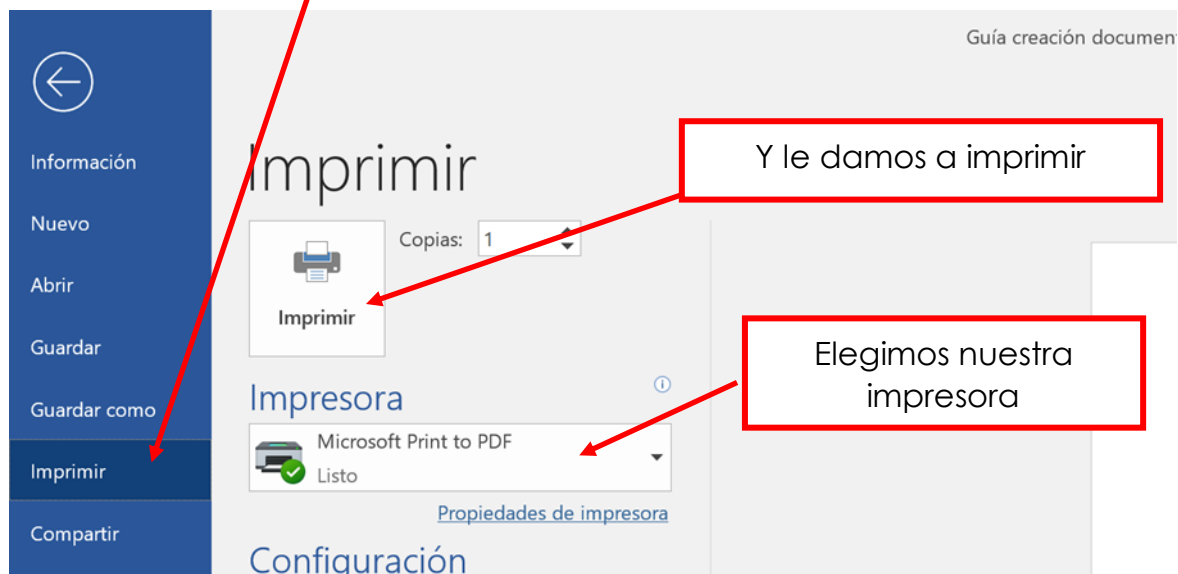 Guía creación documen
Información
Nuevo
Abrir
Guardar
Guardar como
Imprimir
Compartir
Imprimir
Copias: 1
Imprimir
Y le damos a imprimir
Impresora
Microsoft Print to PDF
Listo
Propiedades de impresora
Elegimos nuestra
impresora
Configuración